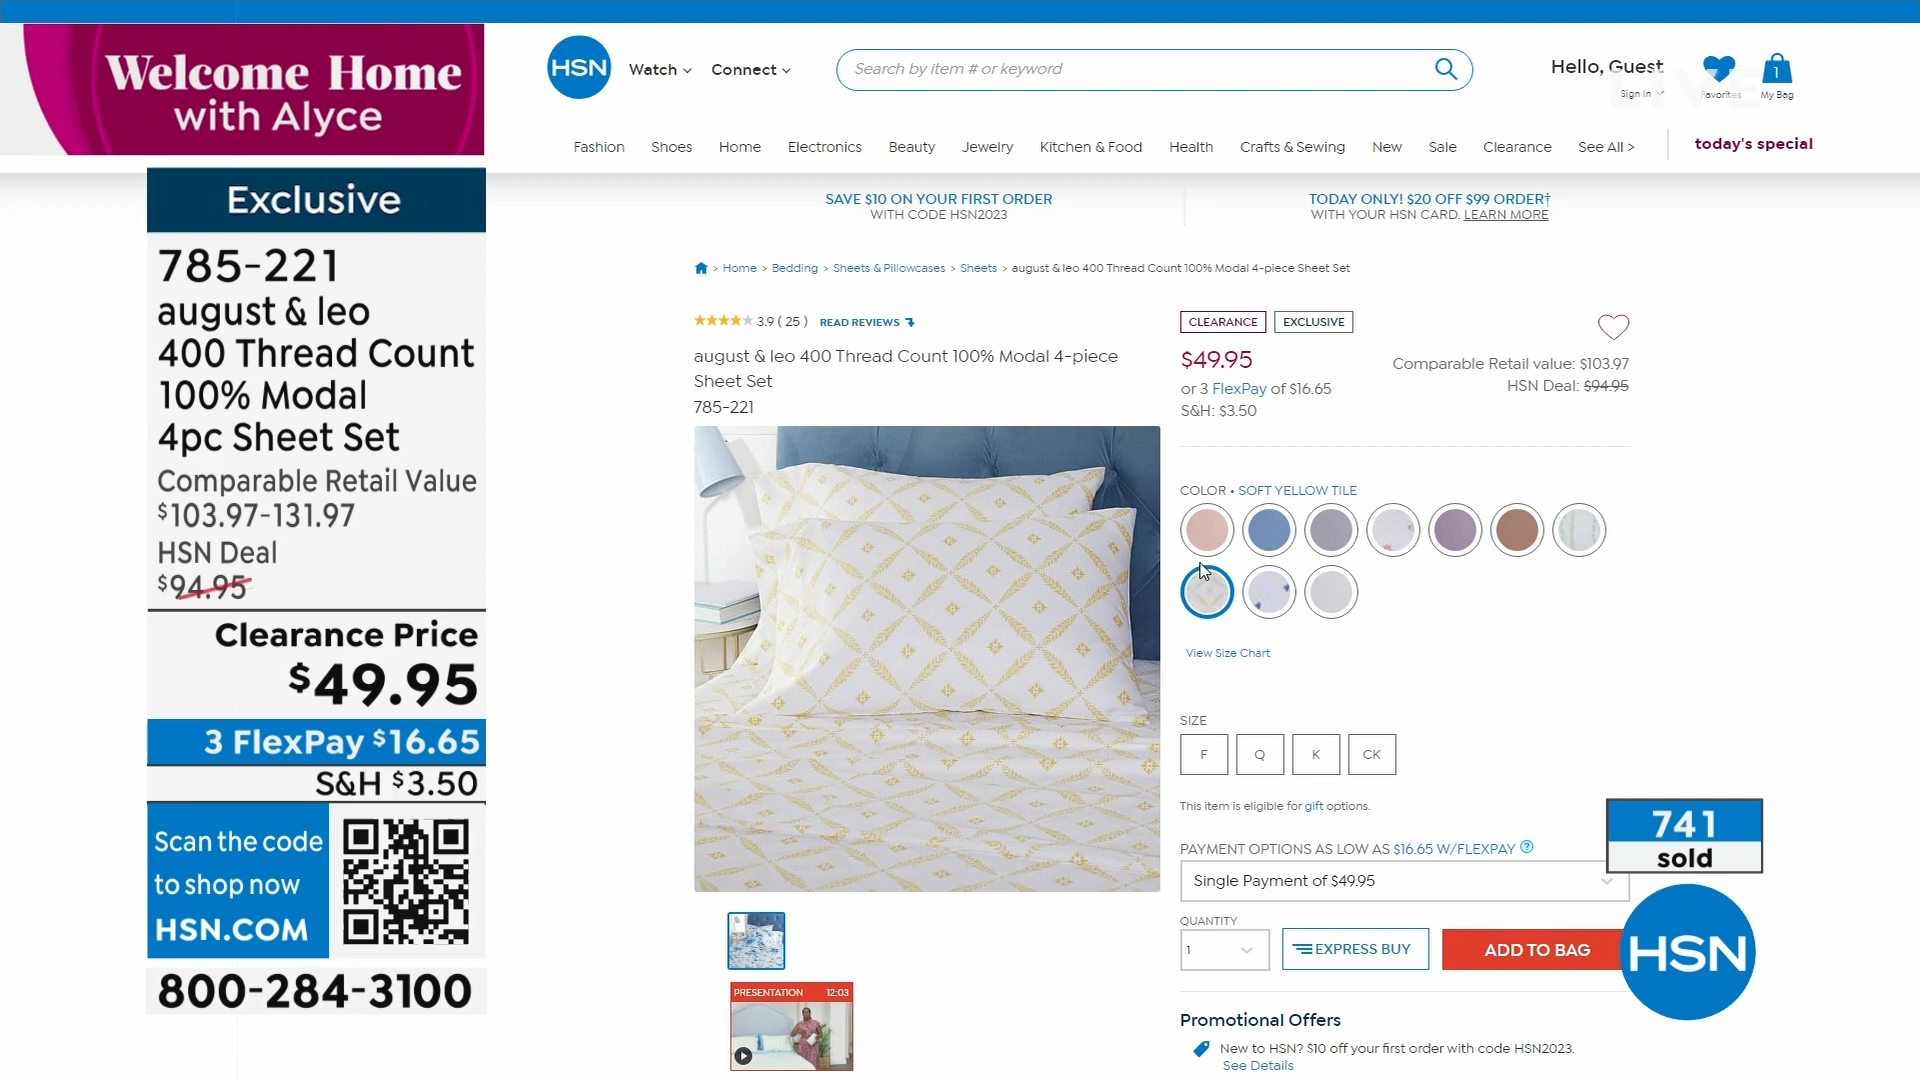 Welcome Home
with Alyce
Exclusive
785-221
august & leo
400 Thread Count
100% Modal
4pc Sheet Set
Comparable Retail Value
$103.97-131.97
HSN Deal
$94.95
Clearance Price
$49.95
3 FlexPay $16.65
S&H $3.50
Scan the code
to shop now
HSN.COM
800-284-3100
HSN
Watch
Connect
Search by item # or keyword
Hello, Guest
Sign In
Favorites
1
My Bag
LIVE
Fashion
Shoes
Home
Electronics
Beauty
Jewelry
Kitchen & Food
Health
Crafts & Sewing
New
Sale
Clearance
See All >
today's special
SAVE $10 ON YOUR FIRST ORDER
WITH CODE HSN2023
TODAY ONLY! $20 OFF $99 ORDER†
WITH YOUR HSN CARD. LEARN MORE
> Home > Bedding > Sheets & Pillowcases > Sheets > august & leo 400 Thread Count 100% Modal 4-piece Sheet Set
3.9 ( 25 ) READ REVIEWS
august & leo 400 Thread Count 100% Modal 4-piece
Sheet Set
785-221
PRESENTATION 12:03
CLEARANCE
EXCLUSIVE
$49.95
or 3 FlexPay of $16.65
S&H: $3.50
Comparable Retail value: $103.97
HSN Deal: $94.95
COLOR • SOFT YELLOW TILE
View Size Chart
SIZE
F
Q
K
CK
This item is eligible for gift options.
PAYMENT OPTIONS AS LOW AS $16.65 W/FLEXPAY ?
Single Payment of $49.95
QUANTITY
1
EXPRESS BUY
ADD TO BAG
741
sold
HSN
Promotional Offers
New to HSN? $10 off your first order with code HSN2023.
See Details